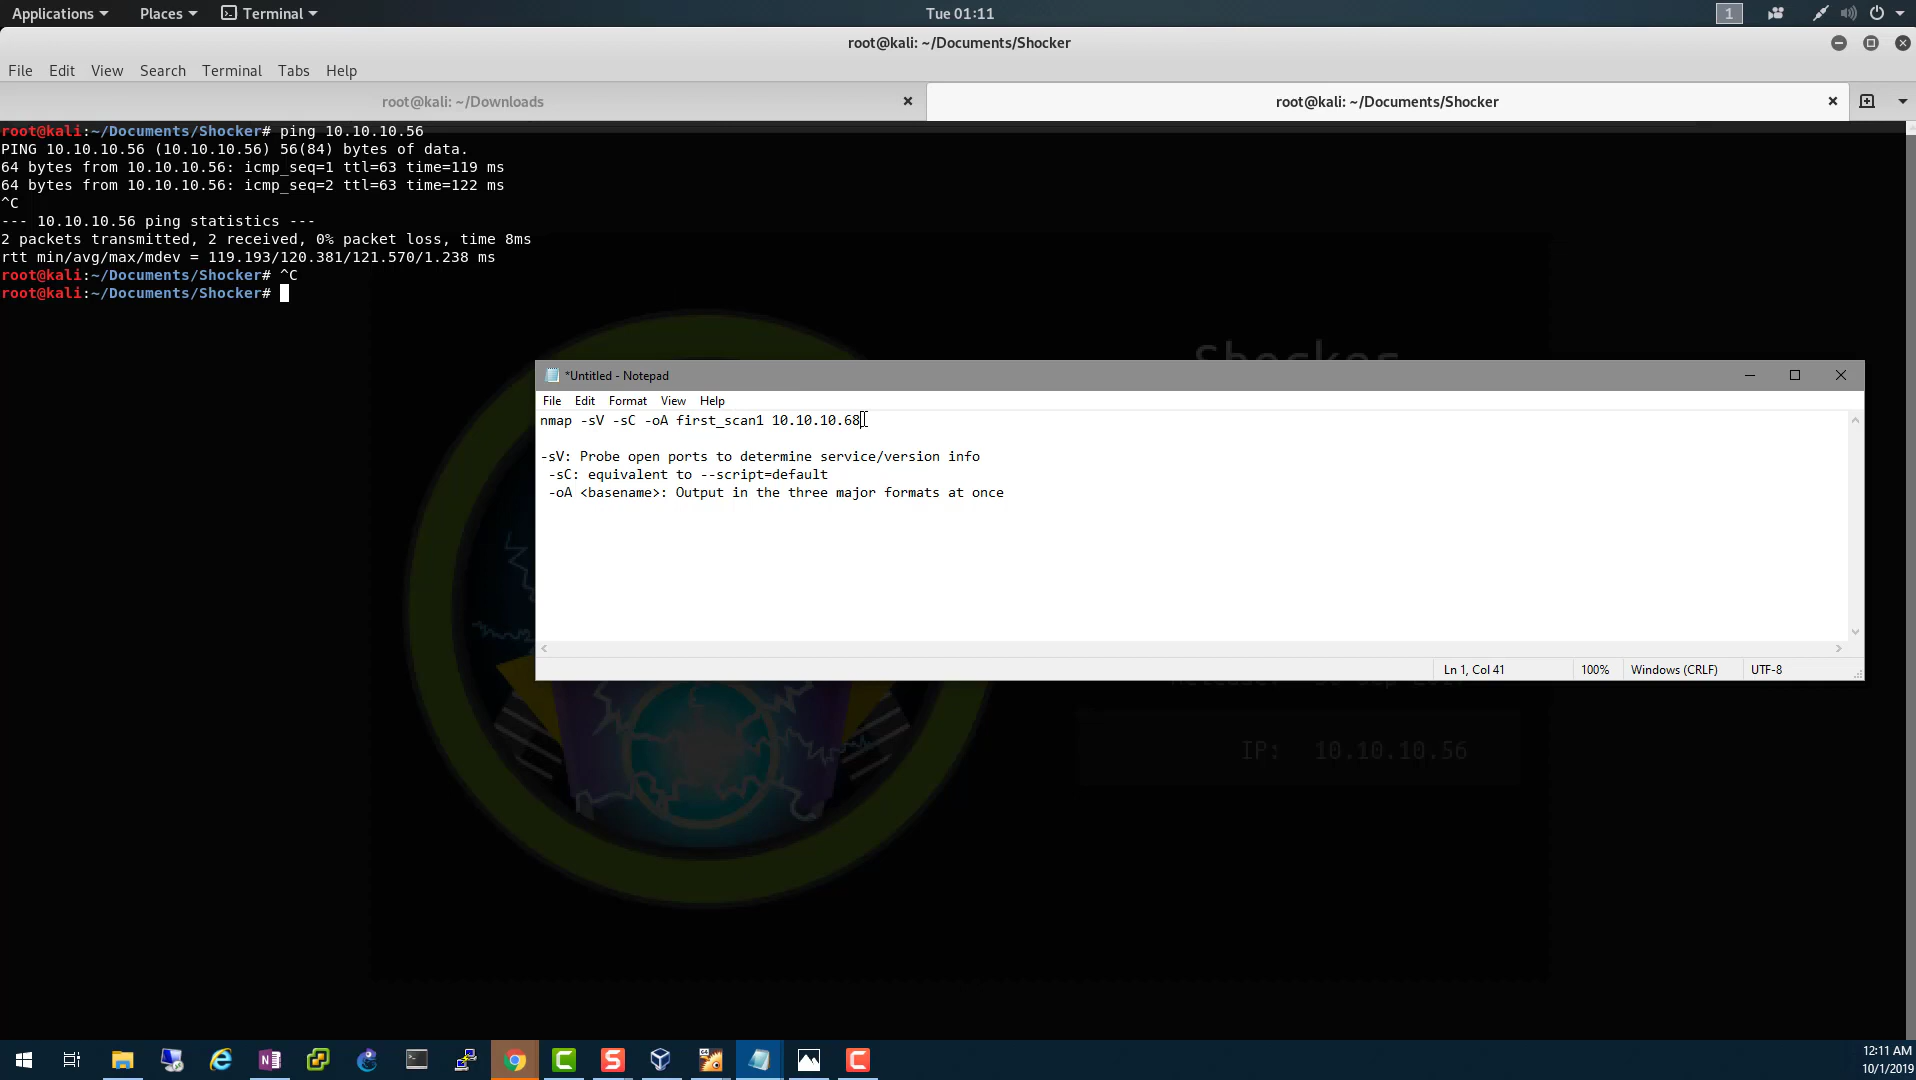 Applications Places Terminal Tue 01:11 1
root@kali: ~/Documents/Shocker
File Edit View Search Terminal Tabs Help
root@kali: ~/Downloads root@kali: ~/Documents/Shocker
root@kali:~/Documents/Shocker# ping 10.10.10.56
PING 10.10.10.56 (10.10.10.56) 56(84) bytes of data.
64 bytes from 10.10.10.56: icmp_seq=1 ttl=63 time=119 ms
64 bytes from 10.10.10.56: icmp_seq=2 ttl=63 time=122 ms
^C
--- 10.10.10.56 ping statistics ---
2 packets transmitted, 2 received, 0% packet loss, time 8ms
rtt min/avg/max/mdev = 119.193/120.381/121.570/1.238 ms
root@kali:~/Documents/Shocker# ^C
root@kali:~/Documents/Shocker#
Shocker
*Untitled - Notepad
File Edit Format View Help
nmap -sV -sC -oA first_scan1 10.10.10.68
-sV: Probe open ports to determine service/version info
-sC: equivalent to --script=default
-oA <basename>: Output in the three major formats at once
Ln 1, Col 41 100% Windows (CRLF) UTF-8
IP: 10.10.10.56
12:11 AM
10/1/2019